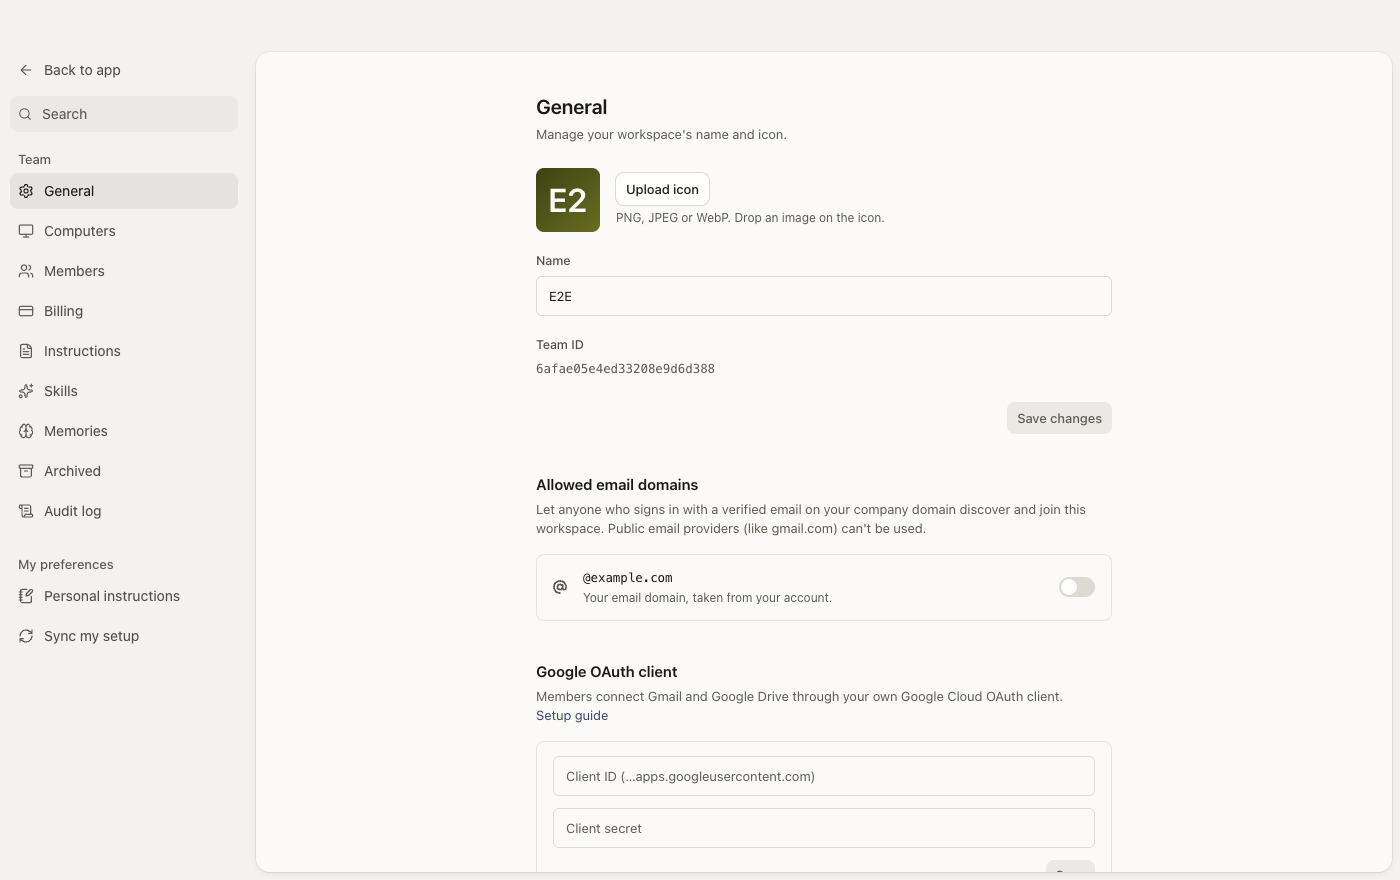 Back to app
Search
Team
General
Computers
Members
Billing
Instructions
Skills
Memories
Archived
Audit log
My preferences
Personal instructions
Sync my setup
General
Manage your workspace's name and icon.
E2
Upload icon
PNG, JPEG or WebP. Drop an image on the icon.
Name
E2E
Team ID
6afae05e4ed33208e9d6d388
Save changes
Allowed email domains
Let anyone who signs in with a verified email on your company domain discover and join this
workspace. Public email providers (like gmail.com) can't be used.
@example.com
Your email domain, taken from your account.
Google OAuth client
Members connect Gmail and Google Drive through your own Google Cloud OAuth client.
Setup guide
Client ID (...apps.googleusercontent.com)
Client secret